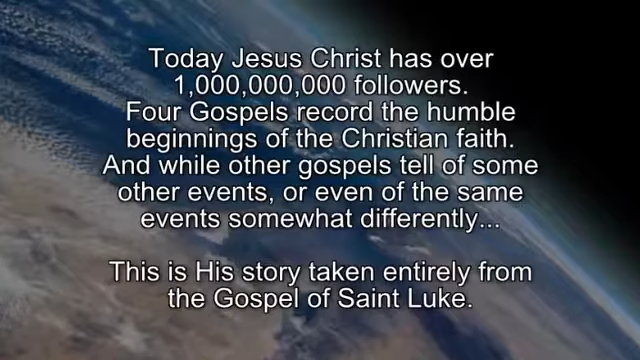 Today Jesus Christ has over
1,000,000,000 followers.
Four Gospels record the humble
beginnings of the Christian faith.
And while other gospels tell of some
other events, or even of the same
events somewhat differently...
This is His story taken entirely from
the Gospel of Saint Luke.